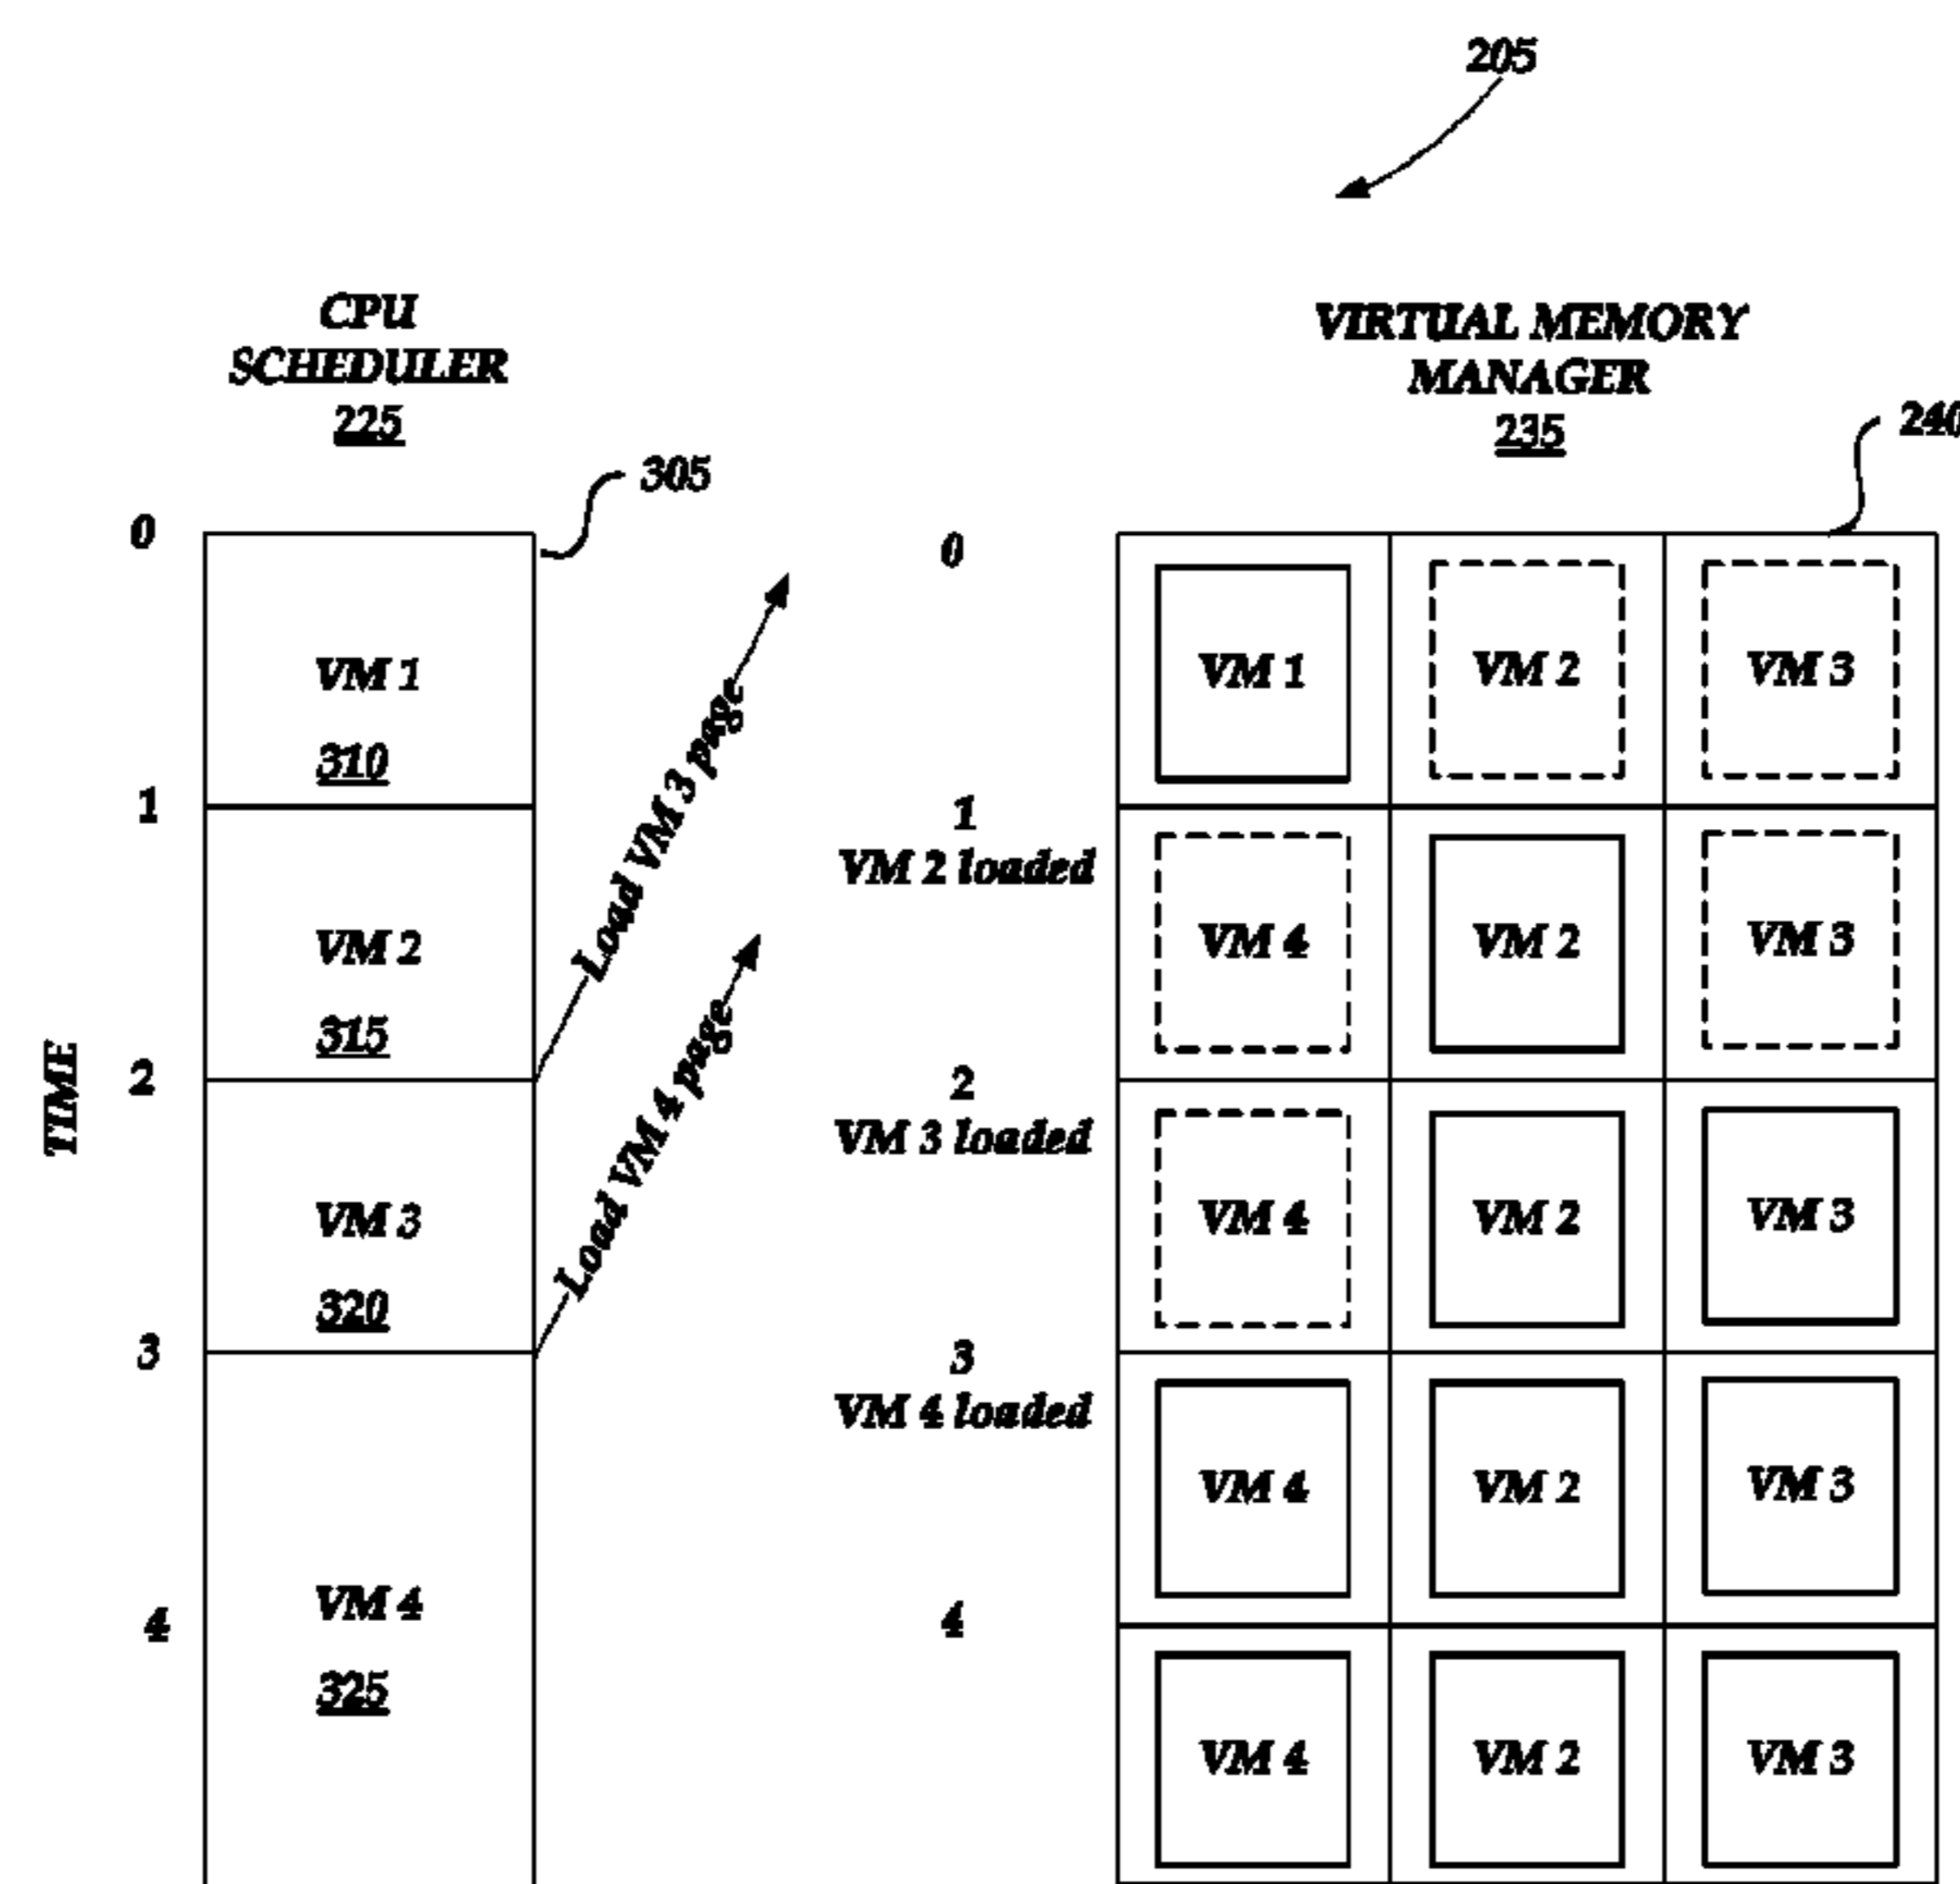 205
CPU
SCHEDULER
225
305
VIRTUAL MEMORY
MANAGER
235
240
TIME
0
VM 1
310
1
VM 2
315
2
VM 3
320
3
VM 4
325
4
Load VM 3 page
Load VM 4 page
0
VM 1 VM 2 VM 3
1
VM 2 loaded
VM 4 VM 2 VM 3
2
VM 3 loaded
VM 4 VM 2 VM 3
3
VM 4 loaded
VM 4 VM 2 VM 3
4
VM 4 VM 2 VM 3